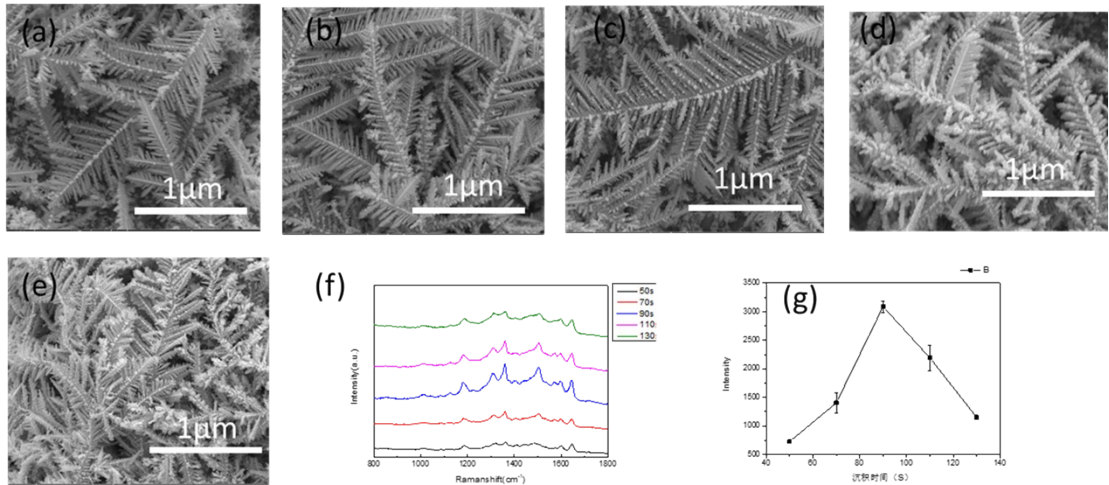 (a)
1μm
(b)
1μm
(c)
1μm
(d)
1μm
(e)
1μm
(f)
50s
70s
90s
110s
130
Intensity(a.u.)
800 1000 1200 1400 1600 1800
Ramanshift(cm⁻¹)
(g)
B
3500
3000
2500
2000
1500
1000
500
Intensity
40 60 80 100 120 140
沉积时间（S）